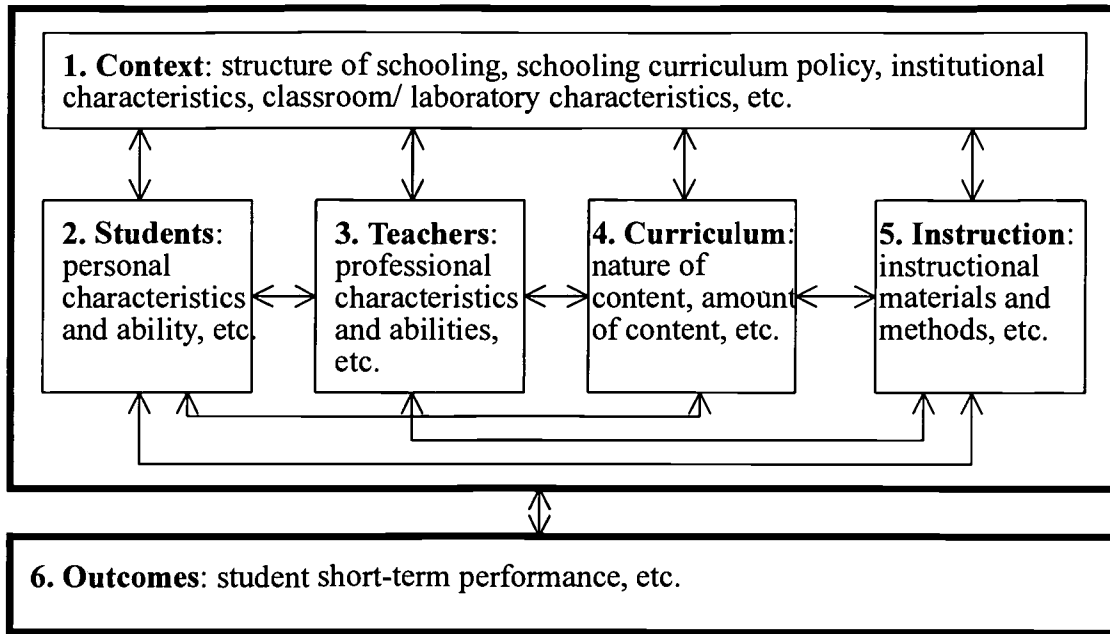 1. Context: structure of schooling, schooling curriculum policy, institutional
characteristics, classroom/ laboratory characteristics, etc.
2. Students:
personal
characteristics
and ability, etc.
3. Teachers:
professional
characteristics
and abilities,
etc.
4. Curriculum:
nature of
content, amount
of content, etc.
5. Instruction:
instructional
materials and
methods, etc.
6. Outcomes: student short-term performance, etc.